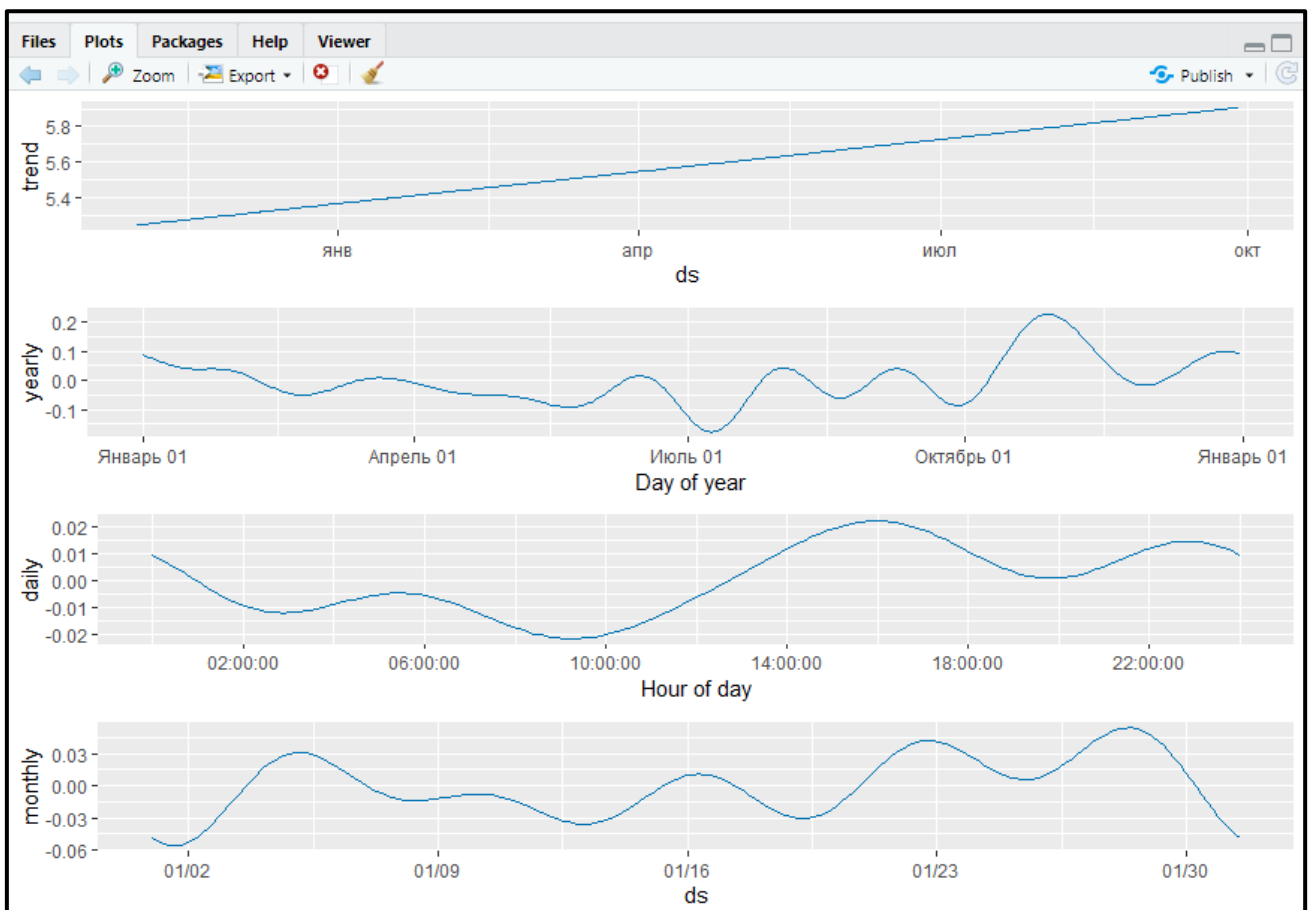 Files Plots Packages Help Viewer
Zoom Export Publish
5.8
5.6
5.4
trend
янв апр июл окт
ds
0.2
0.1
0.0
-0.1
yearly
Январь 01 Апрель 01 Июль 01 Октябрь 01 Январь 01
Day of year
0.02
0.01
0.00
-0.01
-0.02
daily
02:00:00 06:00:00 10:00:00 14:00:00 18:00:00 22:00:00
Hour of day
0.03
0.00
-0.03
-0.06
monthly
01/02 01/09 01/16 01/23 01/30
ds